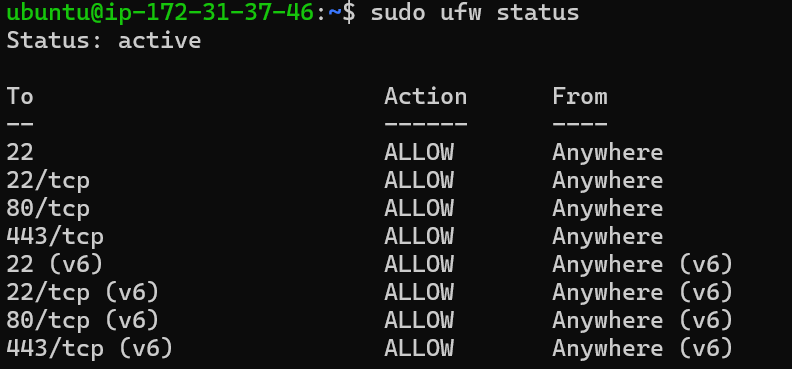 ubuntu@ip-172-31-37-46:~$ sudo ufw status
Status: active
To Action From
-- ------ ----
22 ALLOW Anywhere
22/tcp ALLOW Anywhere
80/tcp ALLOW Anywhere
443/tcp ALLOW Anywhere
22 (v6) ALLOW Anywhere (v6)
22/tcp (v6) ALLOW Anywhere (v6)
80/tcp (v6) ALLOW Anywhere (v6)
443/tcp (v6) ALLOW Anywhere (v6)